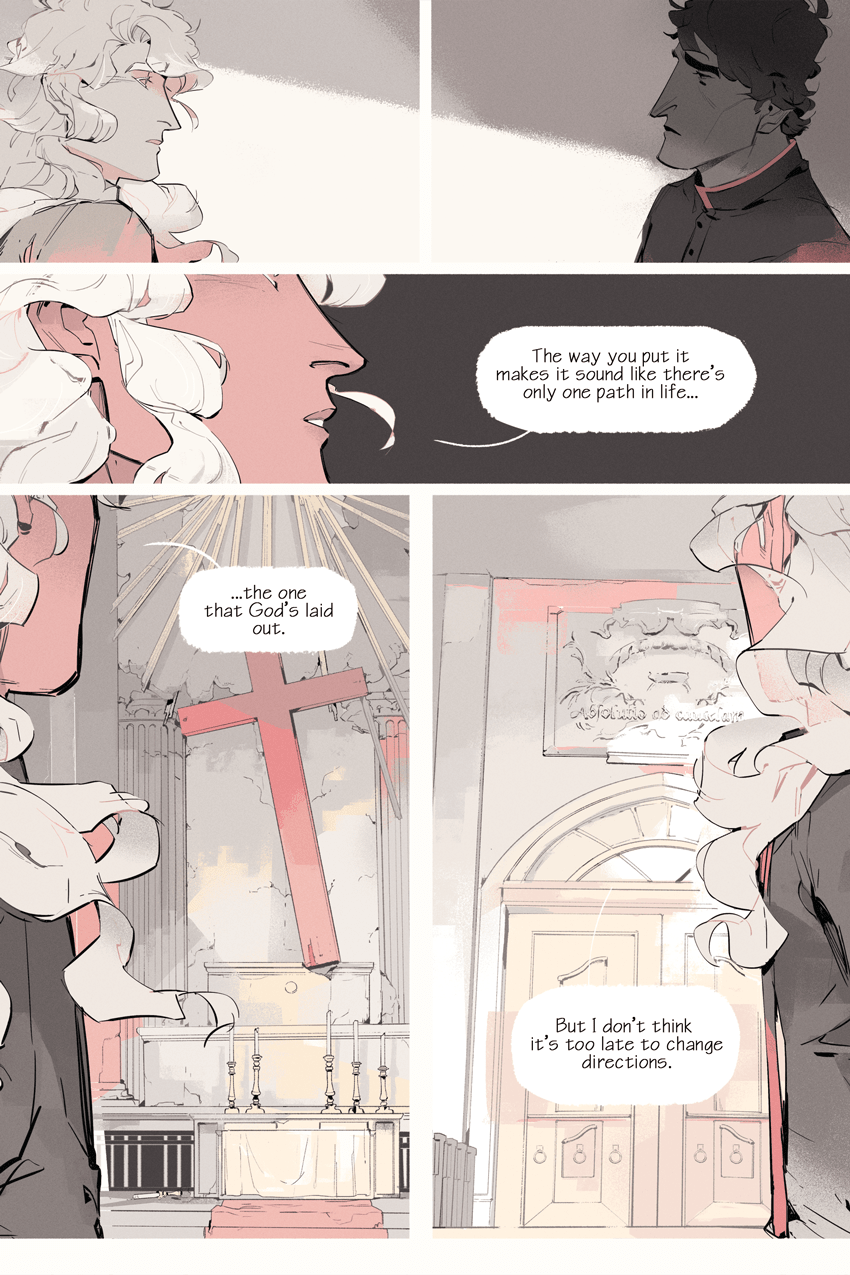 The way you put it
makes it sound like there's
only one path in life...
...the one
that God's laid
out.
But I don't think
it's too late to change
directions.